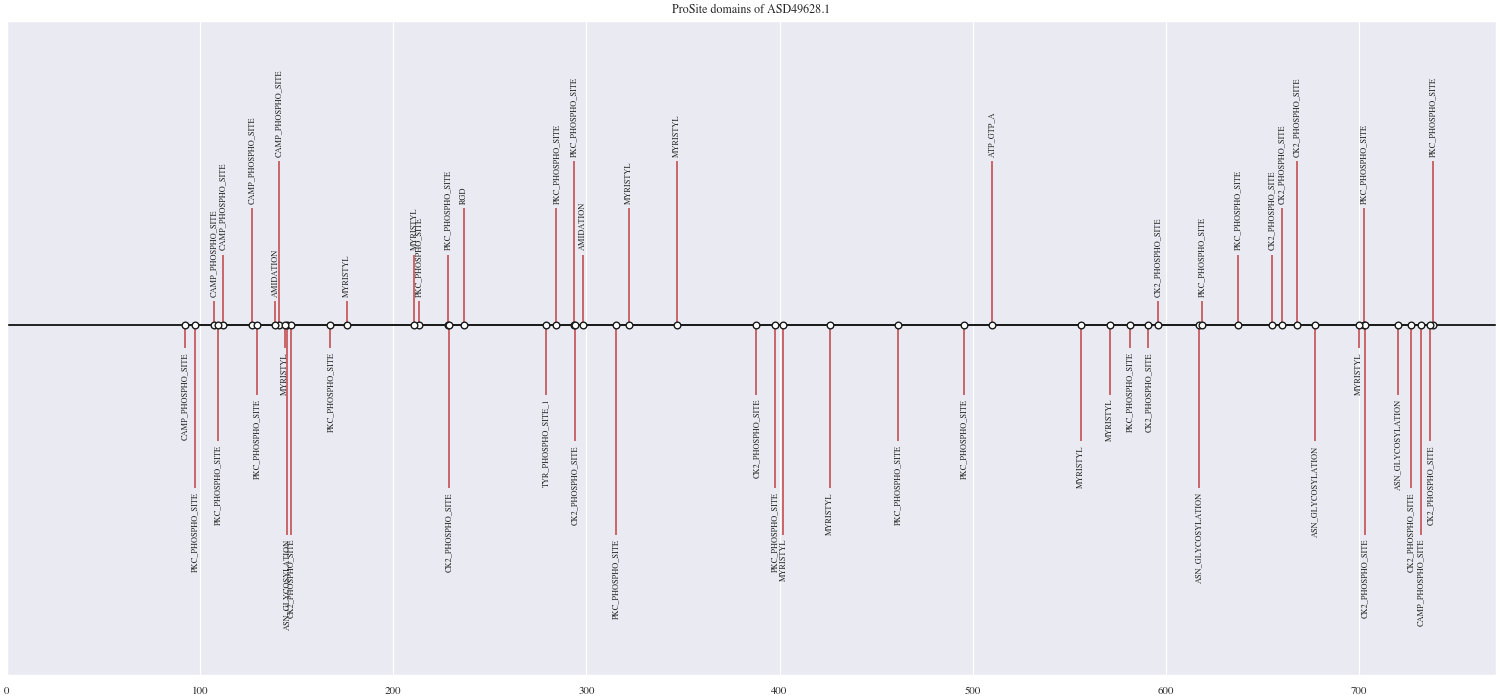 ProSite domains of ASD49628.1
CAMP_PHOSPHO_SITE
CAMP_PHOSPHO_SITE
CAMP_PHOSPHO_SITE
AMIDATION
CAMP_PHOSPHO_SITE
MYRISTYL
MYRISTYL
PKC_PHOSPHO_SITE
PKC_PHOSPHO_SITE
RGD
PKC_PHOSPHO_SITE
PKC_PHOSPHO_SITE
AMIDATION
MYRISTYL
MYRISTYL
ATP_GTP_A
CK2_PHOSPHO_SITE
PKC_PHOSPHO_SITE
PKC_PHOSPHO_SITE
CK2_PHOSPHO_SITE
CK2_PHOSPHO_SITE
CK2_PHOSPHO_SITE
PKC_PHOSPHO_SITE
PKC_PHOSPHO_SITE
CAMP_PHOSPHO_SITE
PKC_PHOSPHO_SITE
PKC_PHOSPHO_SITE
PKC_PHOSPHO_SITE
MYRISTYL
ASN_GLYCOSYLATION
CK2_PHOSPHO_SITE
PKC_PHOSPHO_SITE
CK2_PHOSPHO_SITE
TYR_PHOSPHO_SITE_1
CK2_PHOSPHO_SITE
PKC_PHOSPHO_SITE
CK2_PHOSPHO_SITE
PKC_PHOSPHO_SITE
MYRISTYL
MYRISTYL
PKC_PHOSPHO_SITE
PKC_PHOSPHO_SITE
MYRISTYL
MYRISTYL
PKC_PHOSPHO_SITE
CK2_PHOSPHO_SITE
ASN_GLYCOSYLATION
ASN_GLYCOSYLATION
MYRISTYL
CK2_PHOSPHO_SITE
ASN_GLYCOSYLATION
CK2_PHOSPHO_SITE
CAMP_PHOSPHO_SITE
CK2_PHOSPHO_SITE
0 100 200 300 400 500 600 700